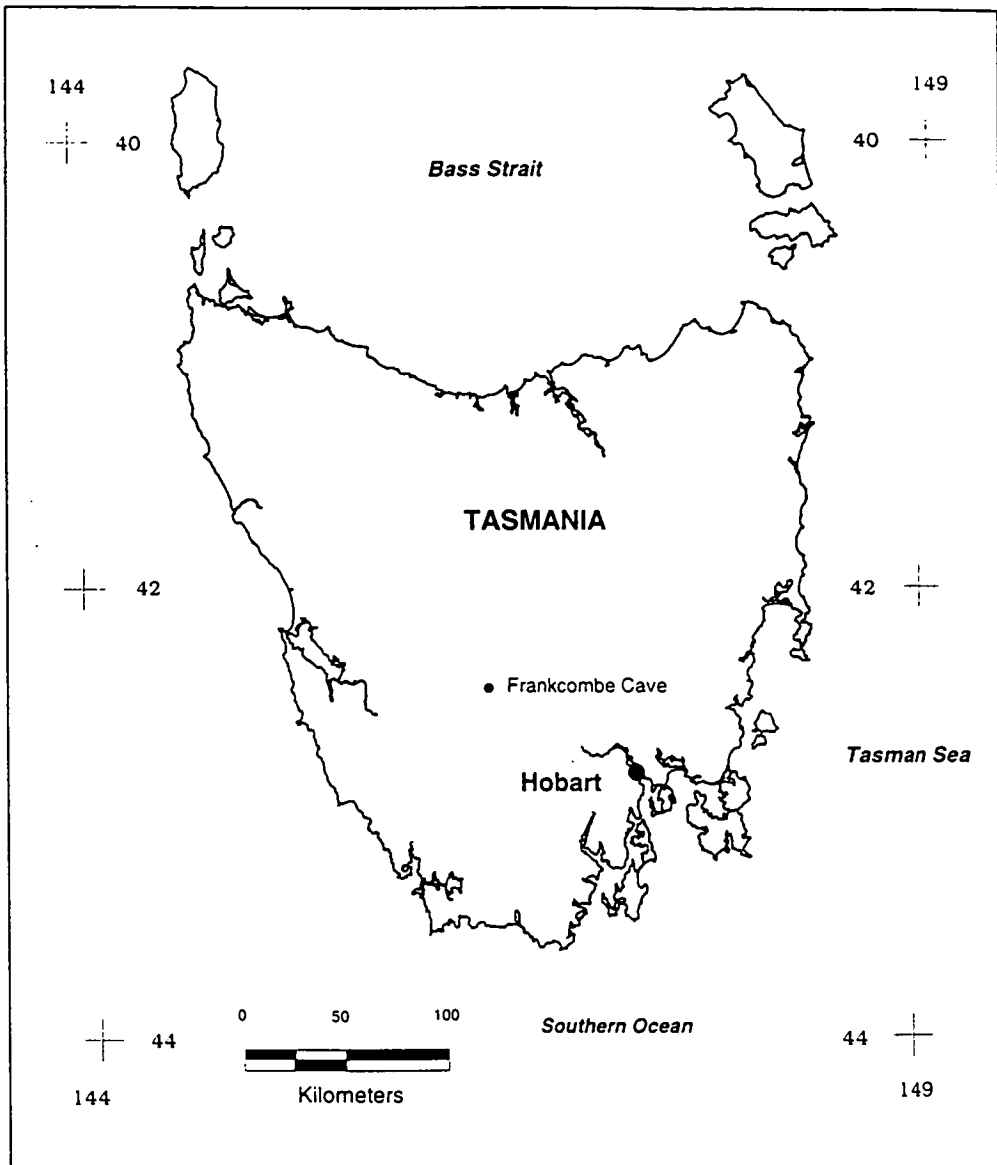 144
149
40
40
Bass Strait
TASMANIA
42
42
Frankcombe Cave
Tasman Sea
Hobart
0 50 100
Southern Ocean
44
44
Kilometers
144
149